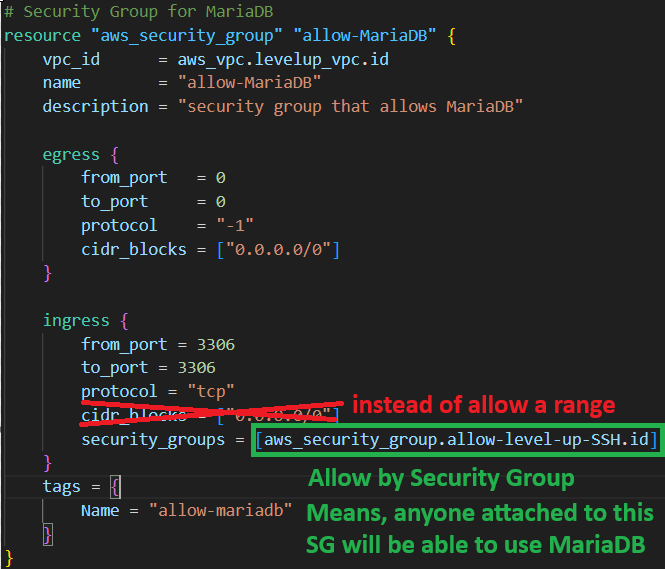 # Security Group for MariaDB
resource "aws_security_group" "allow-MariaDB" {
    vpc_id      = aws_vpc.levelup_vpc.id
    name        = "allow-MariaDB"
    description = "security group that allows MariaDB"

    egress {
        from_port   = 0
        to_port     = 0
        protocol    = "-1"
        cidr_blocks = ["0.0.0.0/0"]
    }

    ingress {
        from_port = 3306
        to_port = 3306
        protocol = "tcp"
        cidr_blocks = ["0.0.0.0/0"] instead of allow a range
        security_groups = [aws_security_group.allow-level-up-SSH.id]
    }
Allow by Security Group
    tags = {
        Name = "allow-mariadb"
Means, anyone attached to this
    }
SG will be able to use MariaDB
}